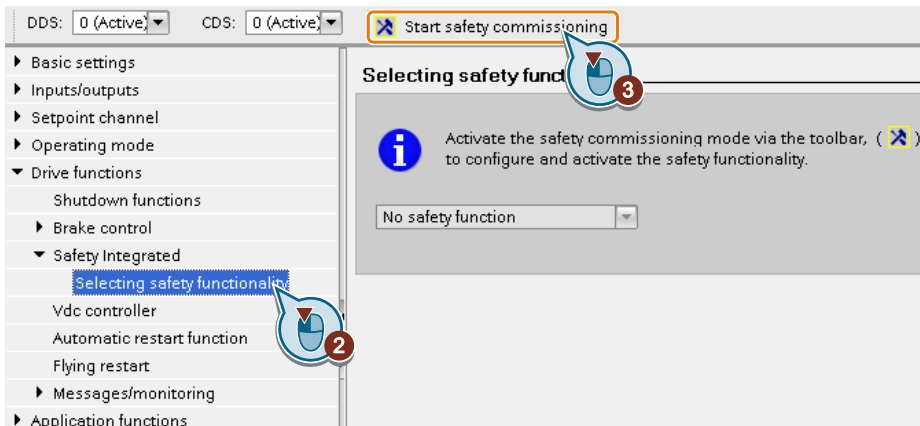 DDS: 0 (Active) CDS: 0 (Active) Start safety commissioning
Basic settings
Inputs/outputs
Setpoint channel
Operating mode
Drive functions
Shutdown functions
Brake control
Safety Integrated
Selecting safety functionality
Vdc controller
Automatic restart function
Flying restart
Messages/monitoring
Application functions
2
3
Selecting safety funct
Activate the safety commissioning mode via the toolbar, ( )
to configure and activate the safety functionality.
No safety function